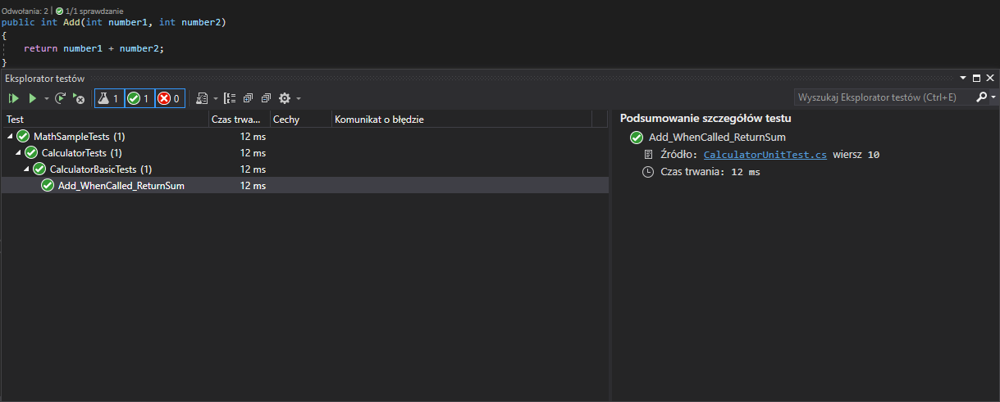 Odwołania: 2 | 1/1 sprawdzanie
public int Add(int number1, int number2)
{
return number1 + number2;
}
Eksplorator testów
1 1 0
Wyszukaj Eksplorator testów (Ctrl+E)
Test Czas trwa... Cechy Komunikat o błędzie
MathSampleTests (1) 12 ms
CalculatorTests (1) 12 ms
CalculatorBasicTests (1) 12 ms
Add_WhenCalled_ReturnSum 12 ms
Podsumowanie szczegółów testu
Add_WhenCalled_ReturnSum
Źródło: CalculatorUnitTest.cs wiersz 10
Czas trwania: 12 ms